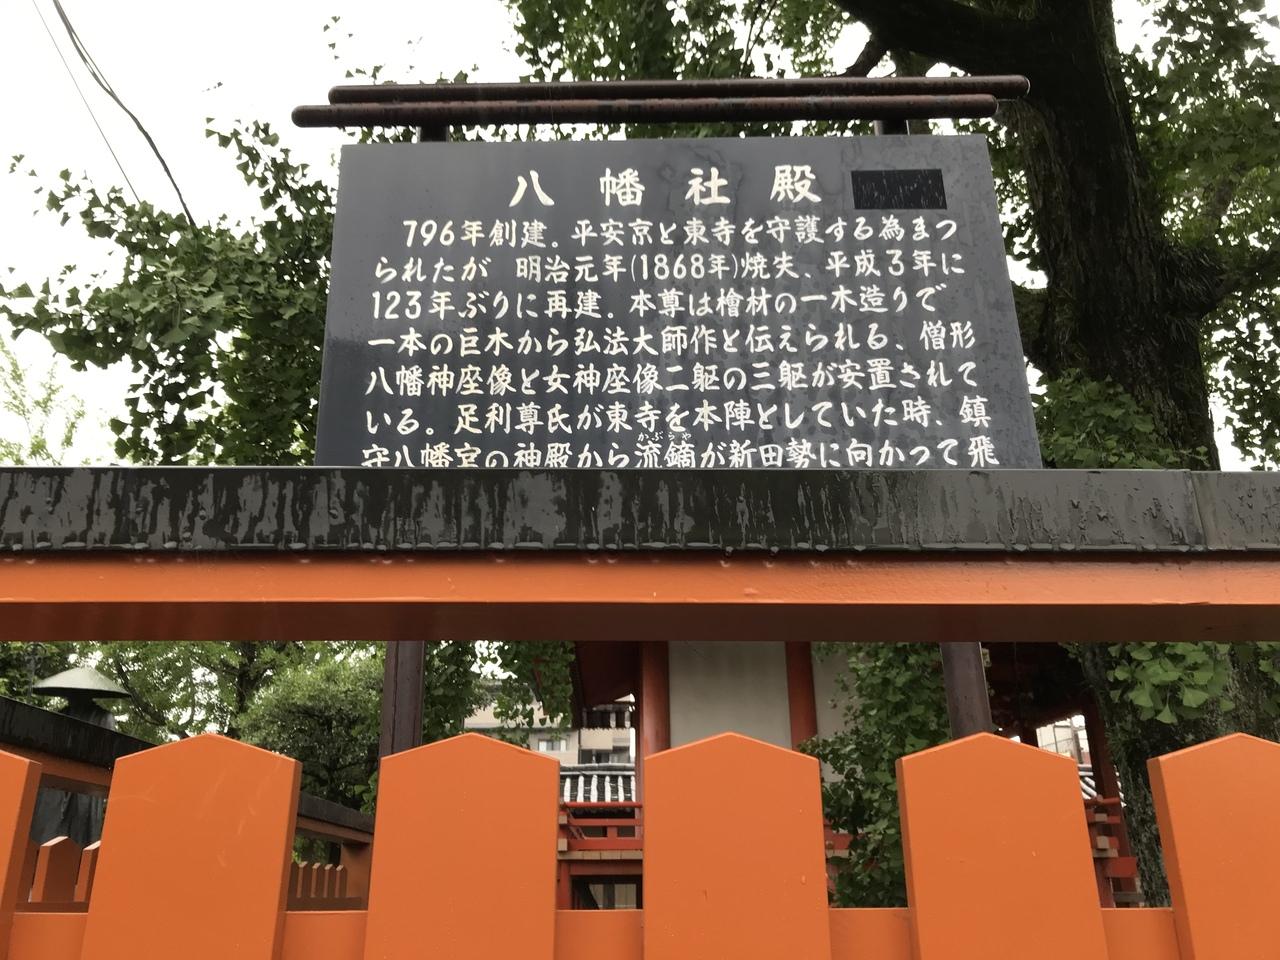 八幡社殿
796年創建。平安京と東寺を守護する為まつ
られたが 明治元年(1868年)焼失、平成3年に
123年ぶりに再建。本尊は檜材の一木造りで
一本の巨木から弘法大師作と伝えられる、僧形
八幡神座像と女神座像二躯の三躯が安置されて
いる。足利尊氏が東寺を本陣としていた時、鎮
かぶらや
守八幡宮の神殿から流鏑が新田勢に向かって飛